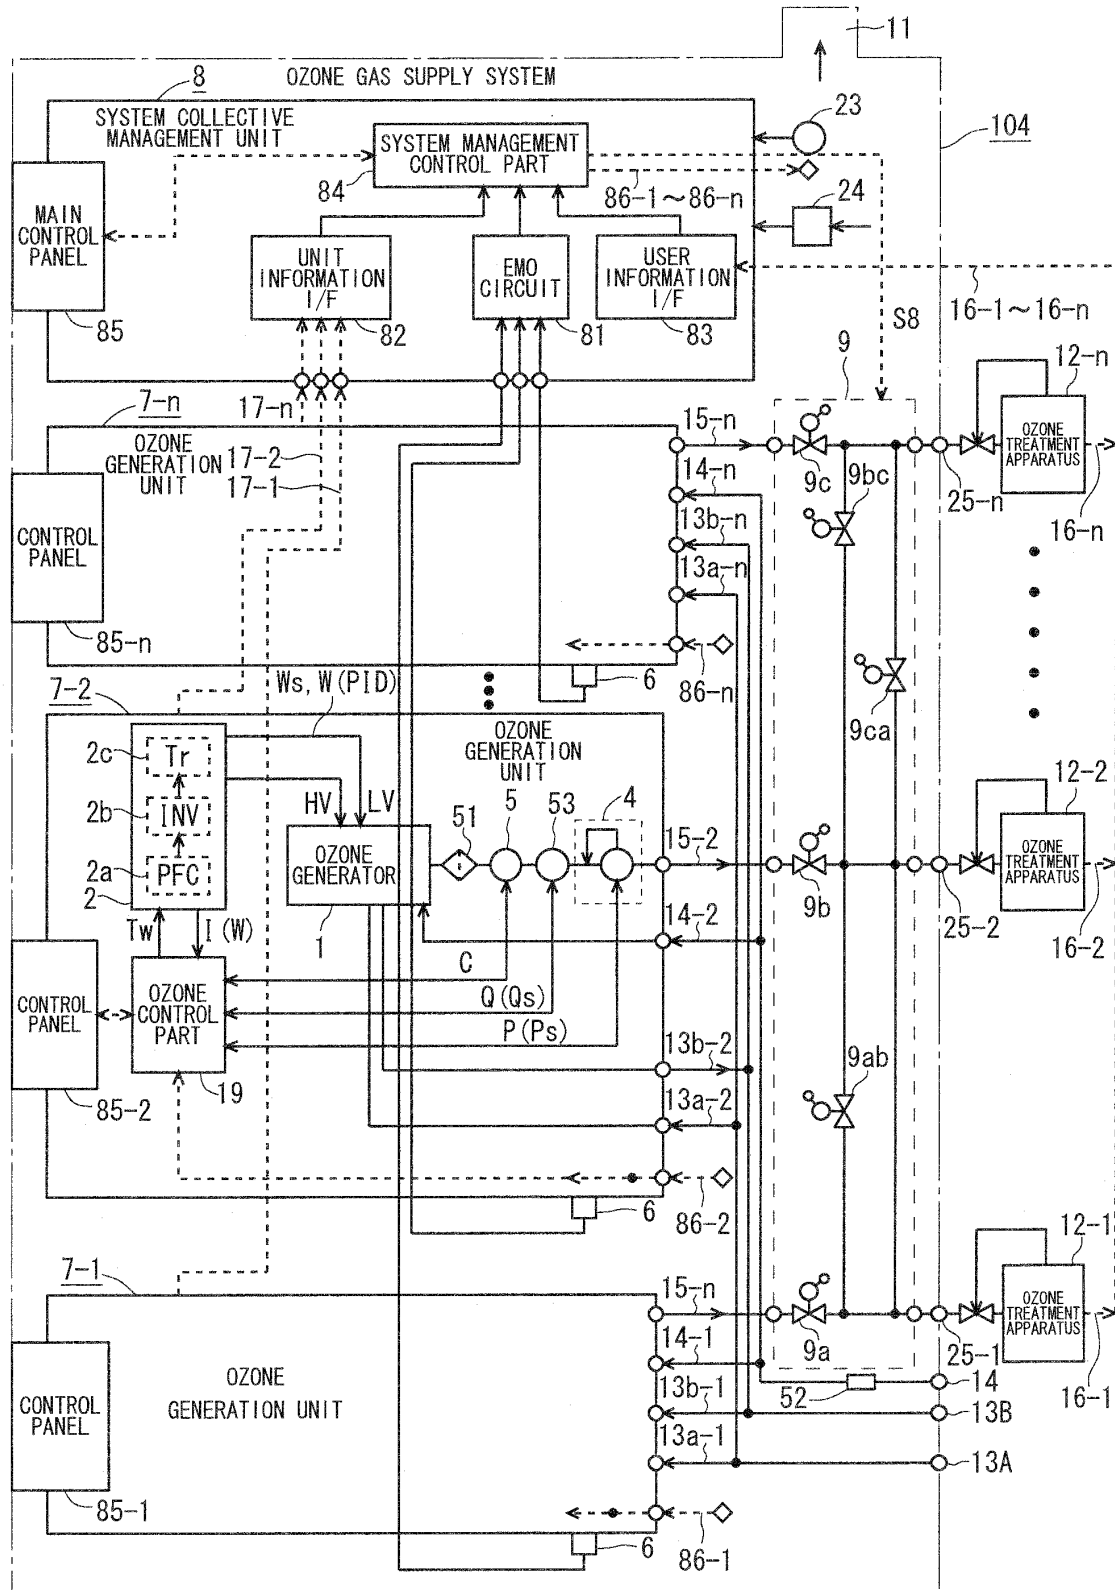 11
OZONE GAS SUPPLY SYSTEM
8
SYSTEM COLLECTIVE
MANAGEMENT UNIT
23
104
SYSTEM MANAGEMENT
CONTROL PART
84
86-1〜86-n
24
MAIN
CONTROL
PANEL
85
UNIT
INFORMATION
I/F
82
EMO
CIRCUIT
81
USER
INFORMATION
I/F
83
16-1〜16-n
S8
9
12-n
7-n
17-n
OZONE
GENERATION
UNIT
17-2
17-1
15-n
14-n
13b-n
13a-n
9c
9bc
25-n
OZONE
TREATMENT
APPARATUS
16-n
CONTROL
PANEL
85-n
6
86-n
9ca
7-2
Ws, W(PID)
OZONE
GENERATION
UNIT
2c
Tr
2b
INV
2a
PFC
2
HV
LV
51
5
53
4
OZONE
GENERATOR
1
15-2
14-2
9b
25-2
12-2
OZONE
TREATMENT
APPARATUS
16-2
Tw
I(W)
C
Q(Qs)
P(Ps)
CONTROL
PANEL
OZONE
CONTROL
PART
85-2
19
13b-2
13a-2
9ab
6
86-2
7-1
15-n
14-1
13b-1
13a-1
9a
12-1
OZONE
TREATMENT
APPARATUS
25-1
16-1
52
14
13B
13A
CONTROL
PANEL
OZONE
GENERATION UNIT
85-1
6
86-1